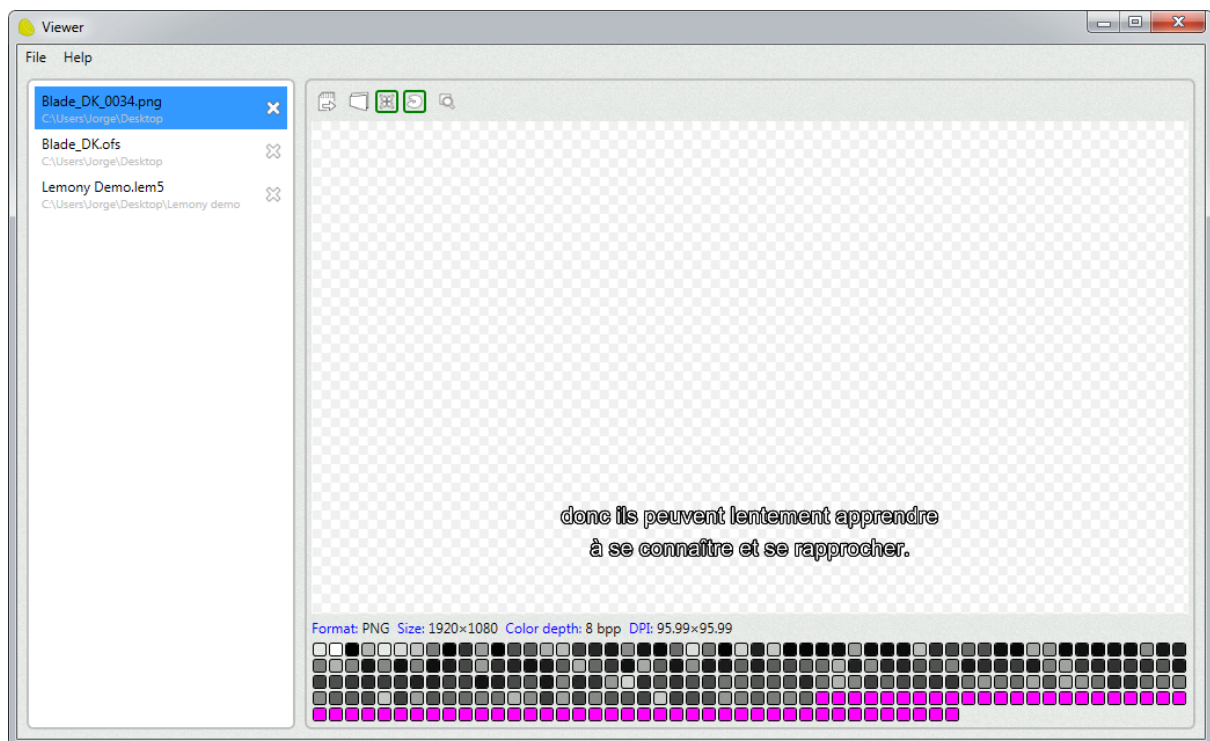 Viewer
File Help
Blade_DK_0034.png
C:\Users\Jorge\Desktop
Blade_DK.ofs
C:\Users\Jorge\Desktop
Lemony Demo.lem5
C:\Users\Jorge\Desktop\Lemony demo
donc ils peuvent lentement apprendre
à se connaître et se rapprocher.
Format: PNG Size: 1920×1080 Color depth: 8 bpp DPI: 95.99×95.99